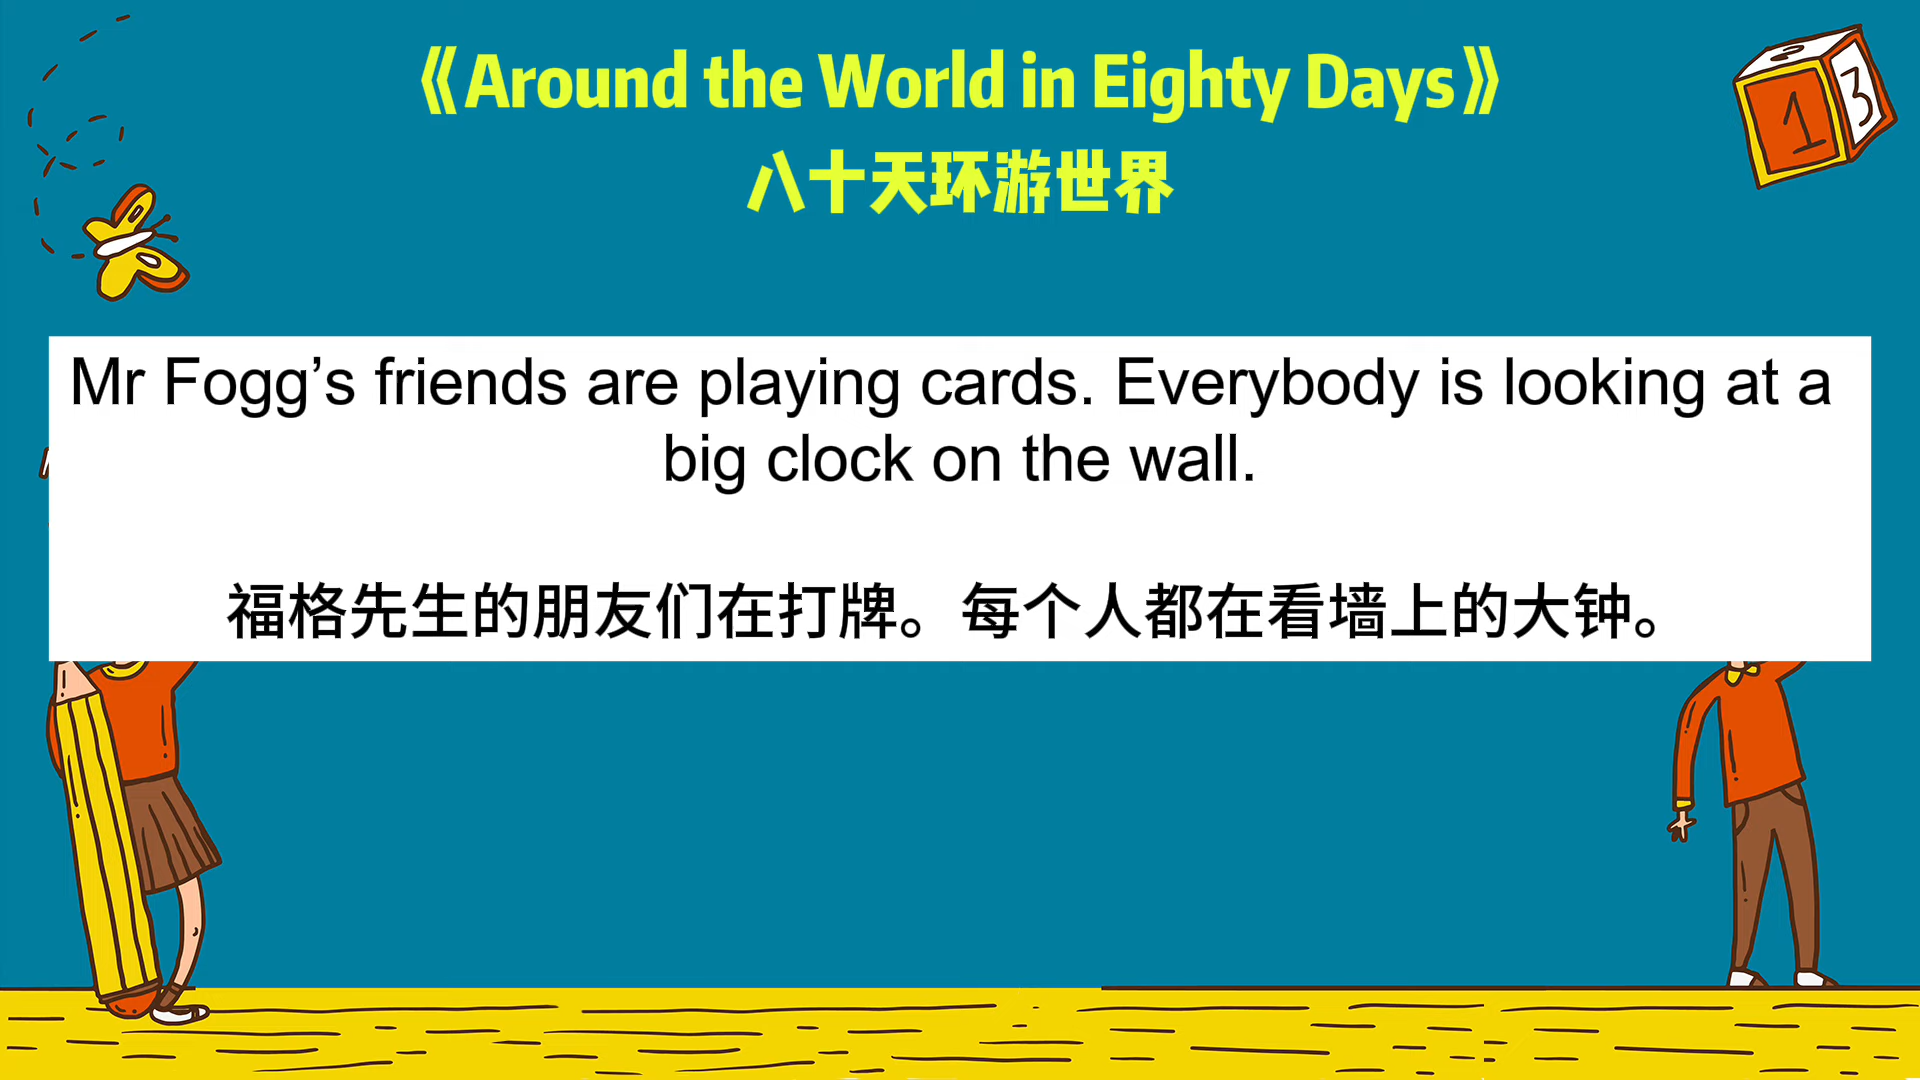 《Around the World in Eighty Days》
八十天环游世界
1
3
Mr Fogg’s friends are playing cards. Everybody is looking at a
big clock on the wall.
福格先生的朋友们在打牌。每个人都在看墙上的大钟。